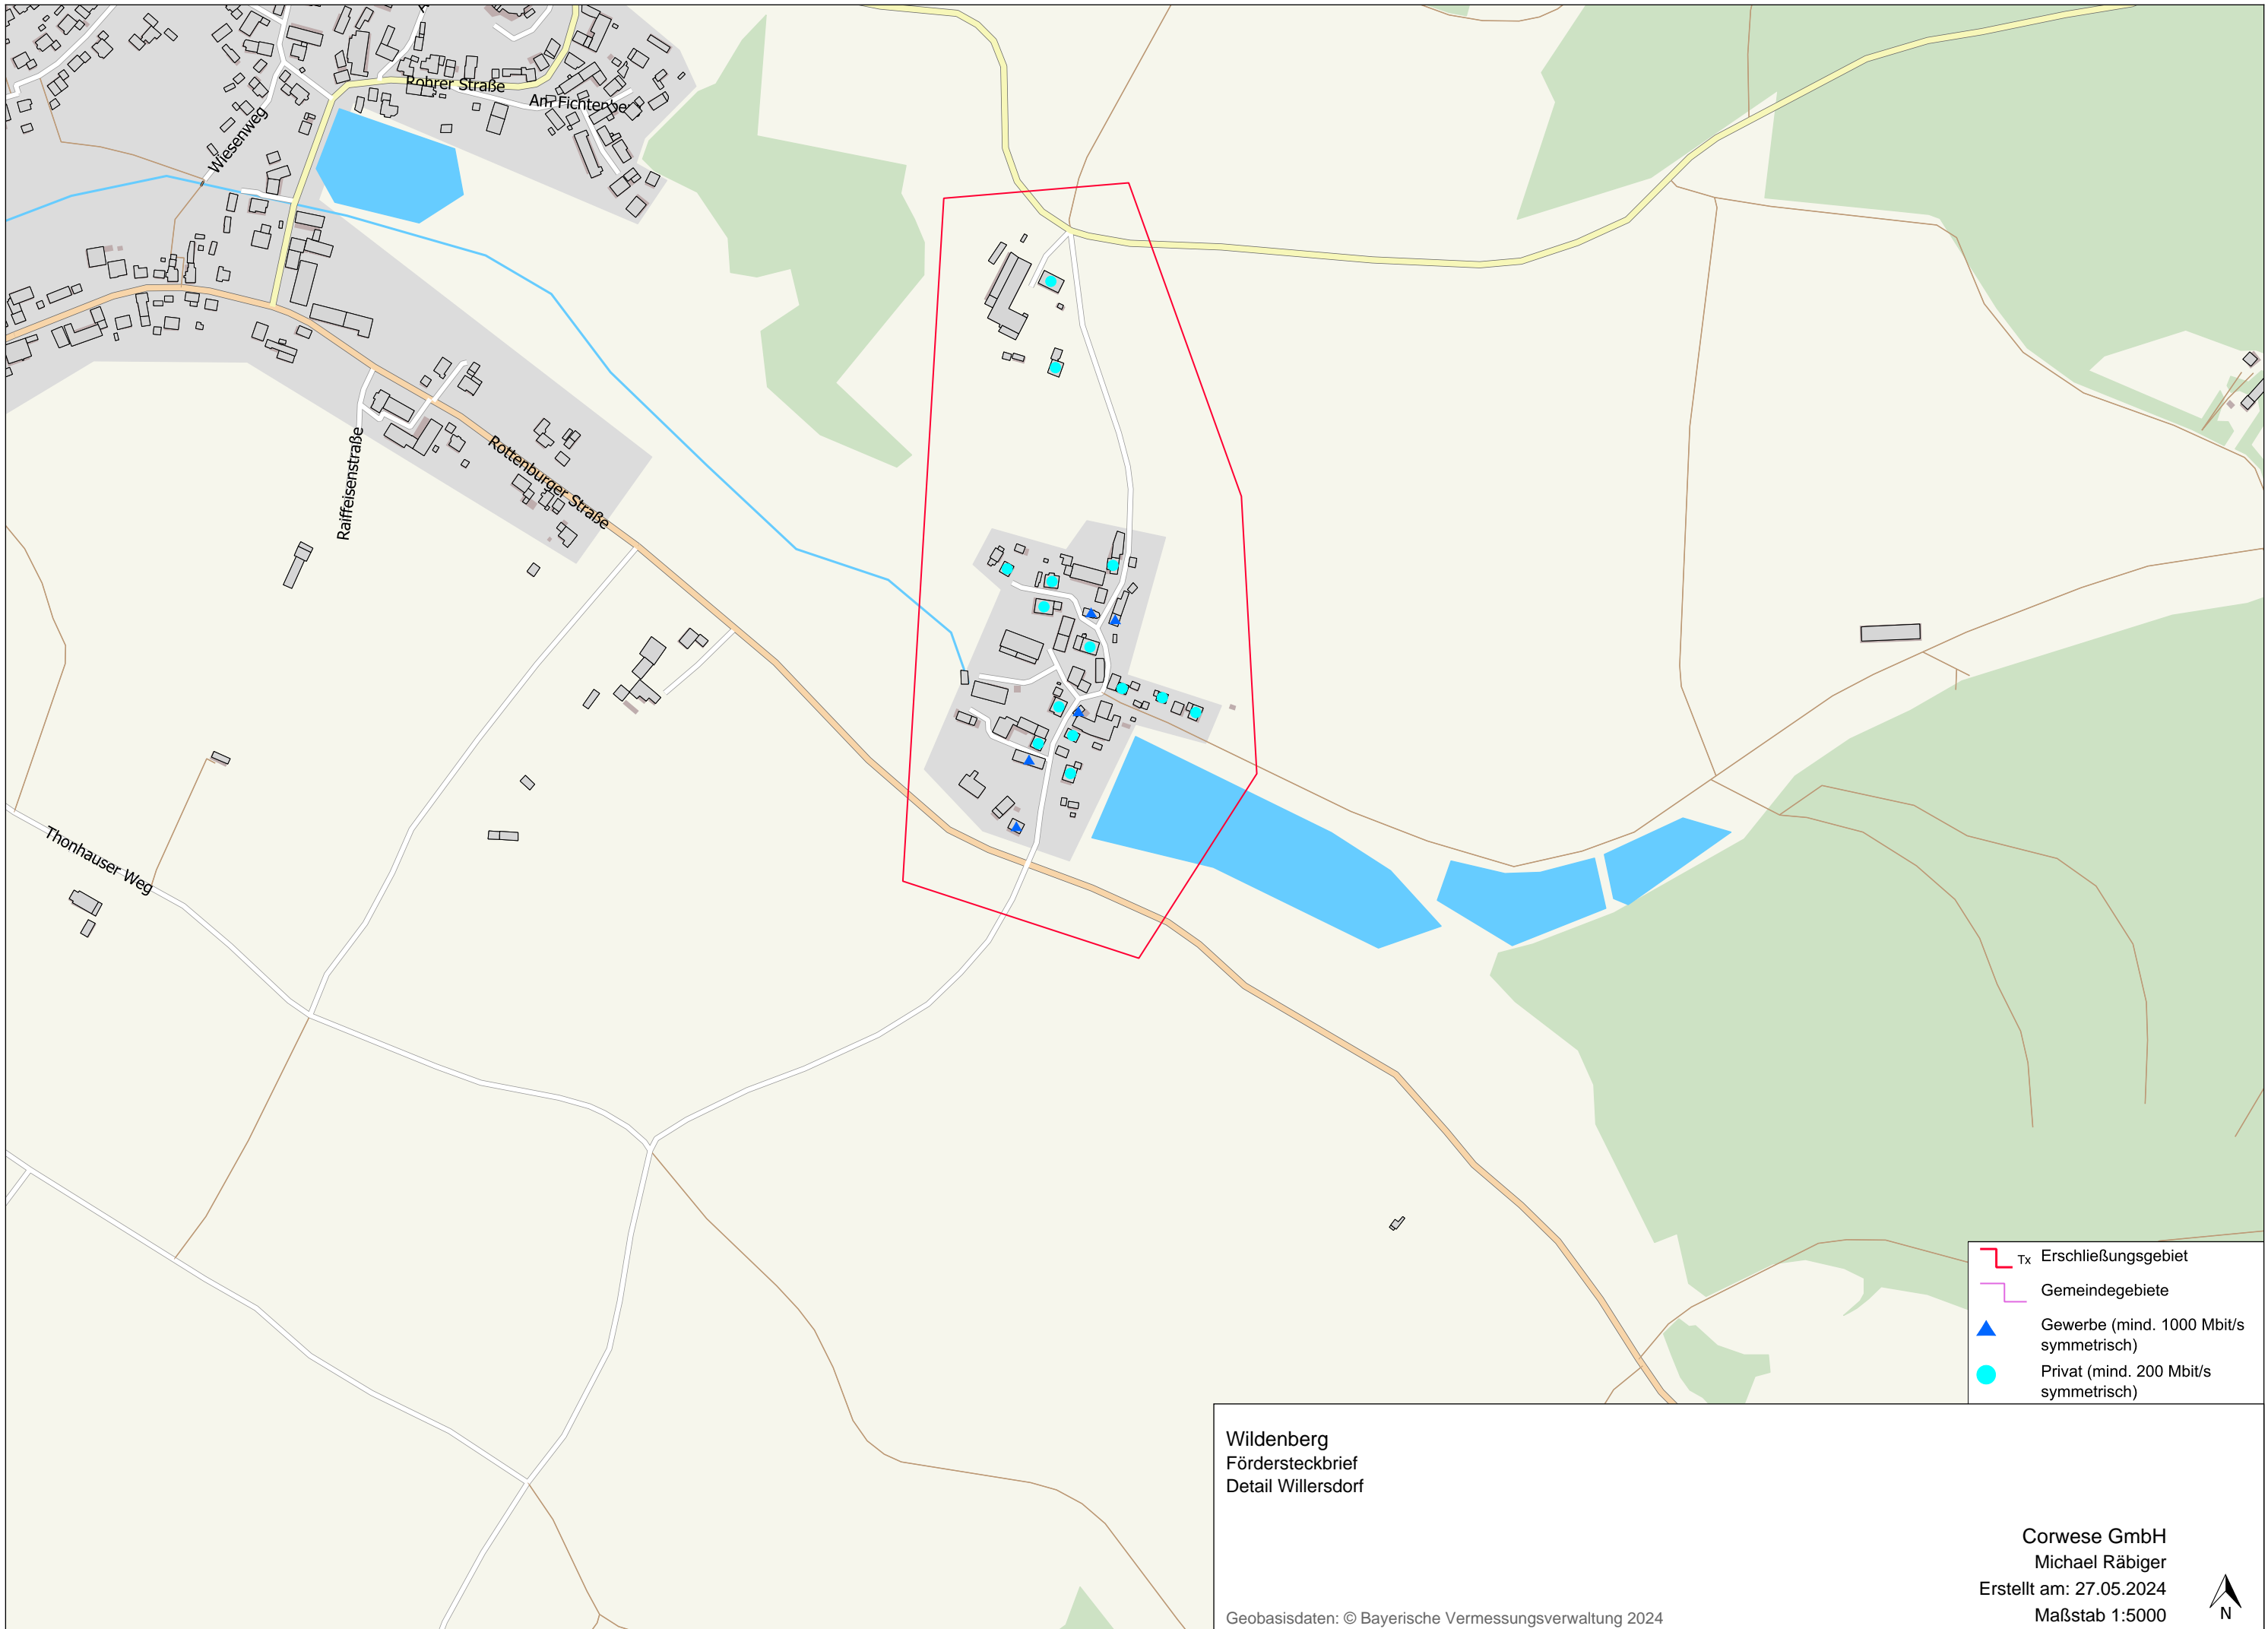 Rohrer Straße
Am Fichtenbe
Wiesenweg
Raiffeisenstraße
Rottenburger Straße
Thonhauser Weg
Tx Erschließungsgebiet
Gemeindegebiete
Gewerbe (mind. 1000 Mbit/s
symmetrisch)
Privat (mind. 200 Mbit/s
symmetrisch)
Wildenberg
Fördersteckbrief
Detail Willersdorf
Corwese GmbH
Michael Räbiger
Erstellt am: 27.05.2024
Maßstab 1:5000
N
Geobasisdaten: © Bayerische Vermessungsverwaltung 2024